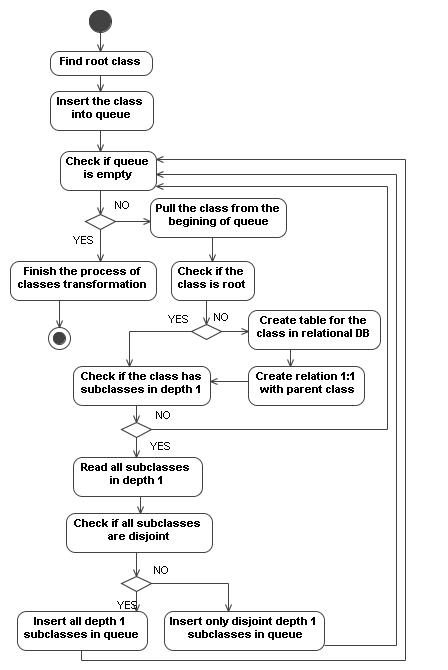 Find root class
Insert the class
into queue
Check if queue
is empty
NO
Pull the class from the
begining of queue
YES
Finish the process of
classes transformation
Check if the
class is root
YES
NO
Create table for the
class in relational DB
Check if the class has
subclasses in depth 1
Create relation 1:1
with parent class
NO
YES
Read all subclasses
in depth 1
Check if all subclasses
are disjoint
NO
YES
Insert all depth 1
subclasses in queue
Insert only disjoint depth 1
subclasses in queue